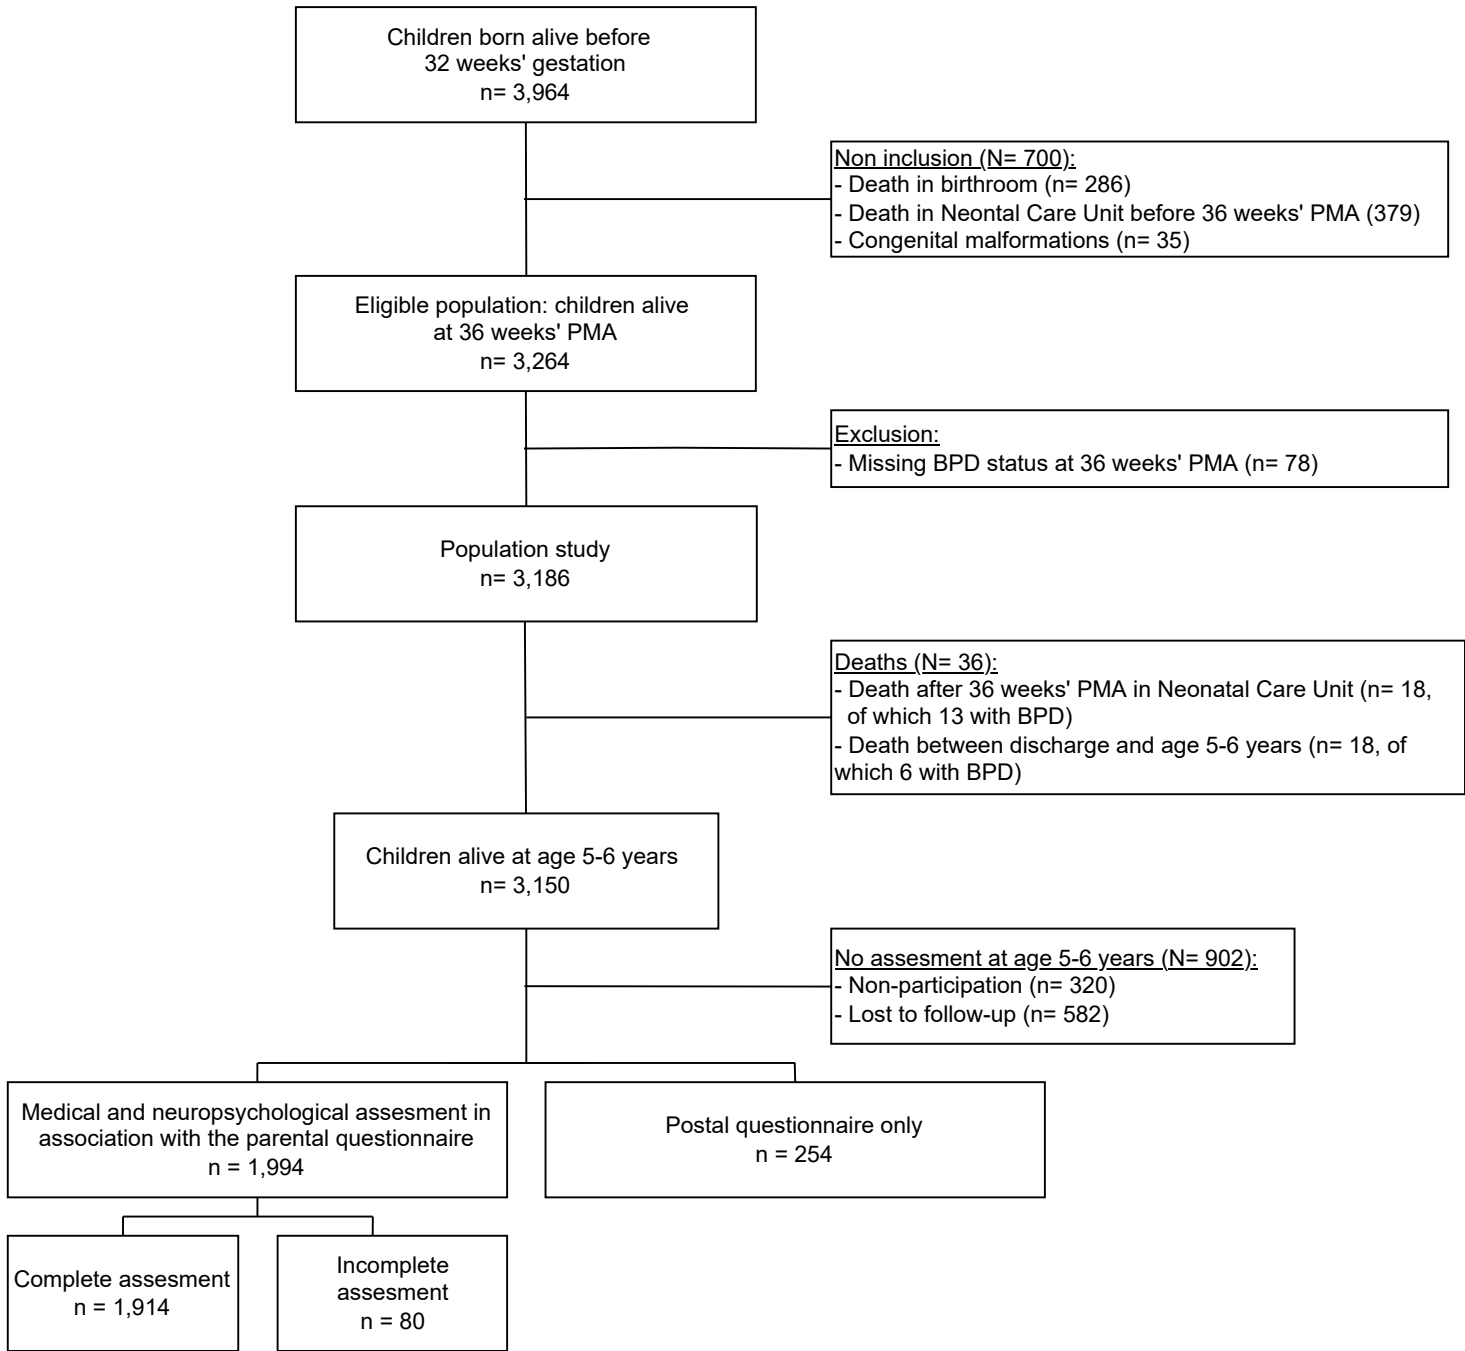 Children born alive before
32 weeks' gestation
n= 3,964
Non inclusion (N= 700):
- Death in birthroom (n= 286)
- Death in Neontal Care Unit before 36 weeks' PMA (379)
- Congenital malformations (n= 35)
Eligible population: children alive
at 36 weeks' PMA
n= 3,264
Exclusion:
- Missing BPD status at 36 weeks' PMA (n= 78)
Population study
n= 3,186
Deaths (N= 36):
- Death after 36 weeks' PMA in Neonatal Care Unit (n= 18,
of which 13 with BPD)
- Death between discharge and age 5-6 years (n= 18, of
which 6 with BPD)
Children alive at age 5-6 years
n= 3,150
No assesment at age 5-6 years (N= 902):
- Non-participation (n= 320)
- Lost to follow-up (n= 582)
Medical and neuropsychological assesment in
association with the parental questionnaire
n = 1,994
Postal questionnaire only
n = 254
Complete assesment
n = 1,914
Incomplete
assesment
n = 80